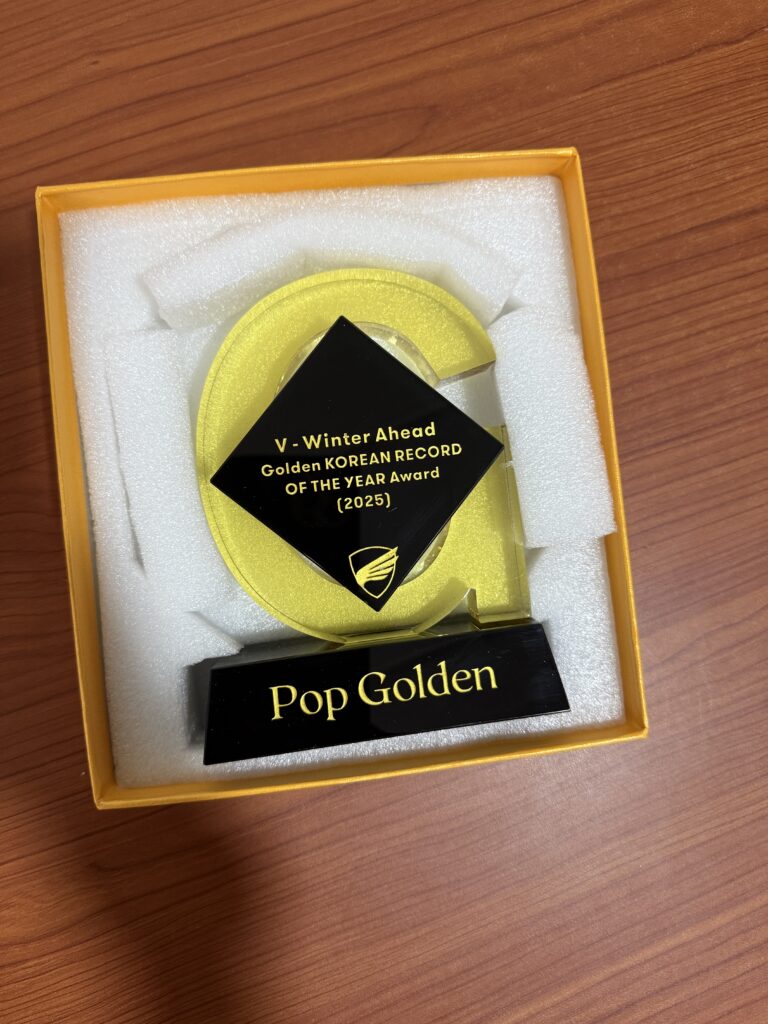 V - Winter Ahead
Golden KOREAN RECORD
OF THE YEAR Award
(2025)
Pop Golden